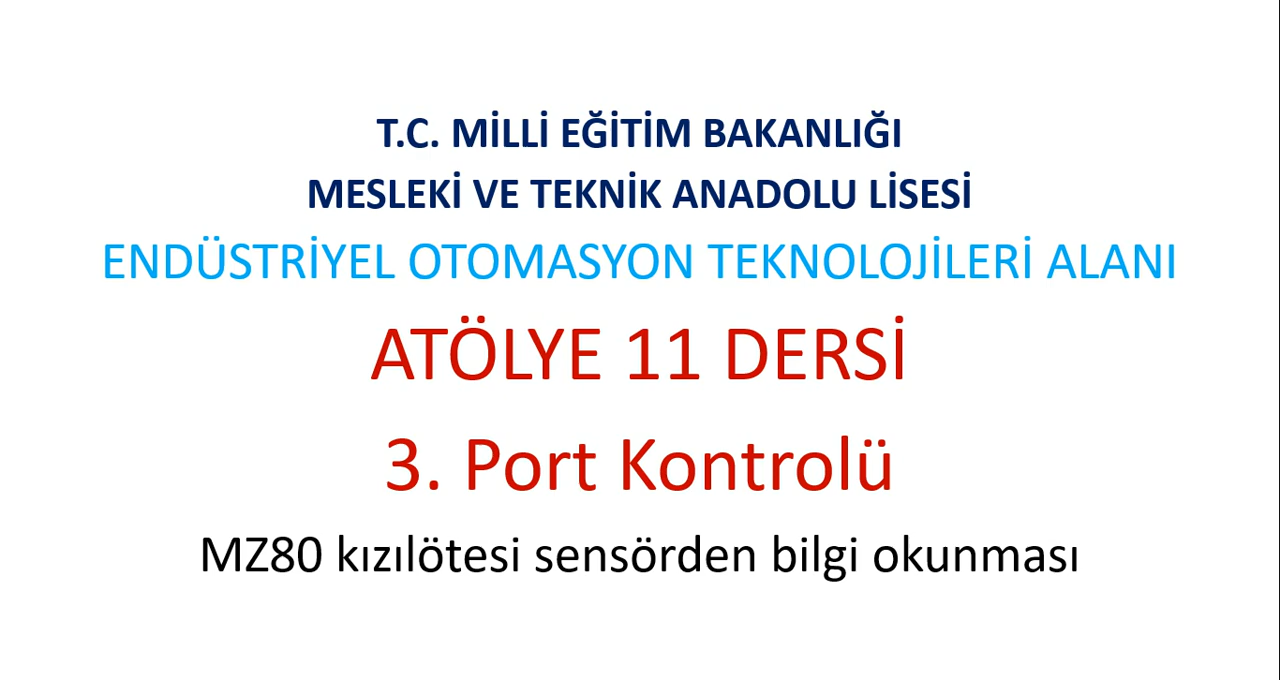 T.C. MİLLİ EĞİTİM BAKANLIĞI
MESLEKİ VE TEKNİK ANADOLU LİSESİ
ENDÜSTRİYEL OTOMASYON TEKNOLOJİLERİ ALANI
ATÖLYE 11 DERSİ
3. Port Kontrolü
MZ80 kızılötesi sensörden bilgi okunması